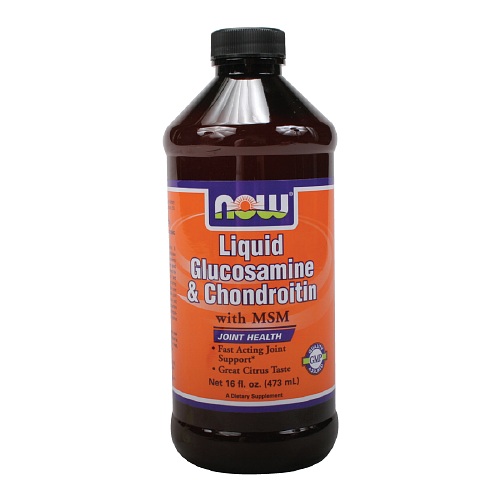 NOW®
Liquid
Glucosamine
& Chondroitin
with MSM
JOINT HEALTH
• Fast Acting Joint
Support*
• Great Citrus Taste
GMP
Net 16 fl. oz. (473 mL)
A Dietary Supplement